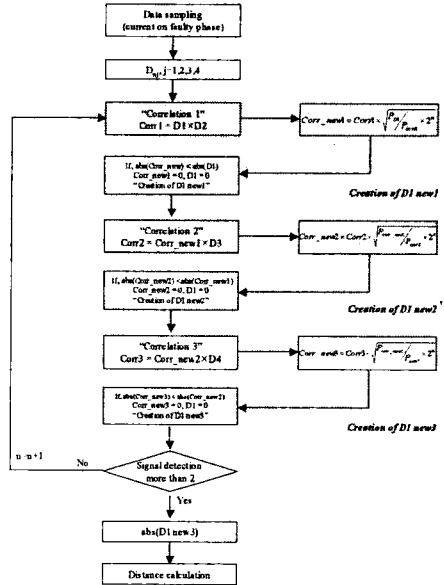 Data sampling
(current on faulty phase)
D_nj, j=1,2,3,4
"Correlation 1"
Corr1 = D1×D2
If, abs(Corr_new) < abs(D1)
Corr_new1 = 0, D1 = 0
"Creation of D1 new1"
Creation of D1 new1
"Correlation 2"
Corr2 = Corr_new1×D3
If, abs(Corr_new2) < abs(Corr_new1)
Corr_new2 = 0, D1 = 0
"Creation of D1 new2"
Creation of D1 new2
"Correlation 3"
Corr3 = Corr_new2×D4
If, abs(Corr_new3) < abs(Corr_new2)
Corr_new3 = 0, D1 = 0
"Creation of D1 new3"
Creation of D1 new3
No
Signal detection
more than 2
Yes
abs(D1 new3)
Distance calculation